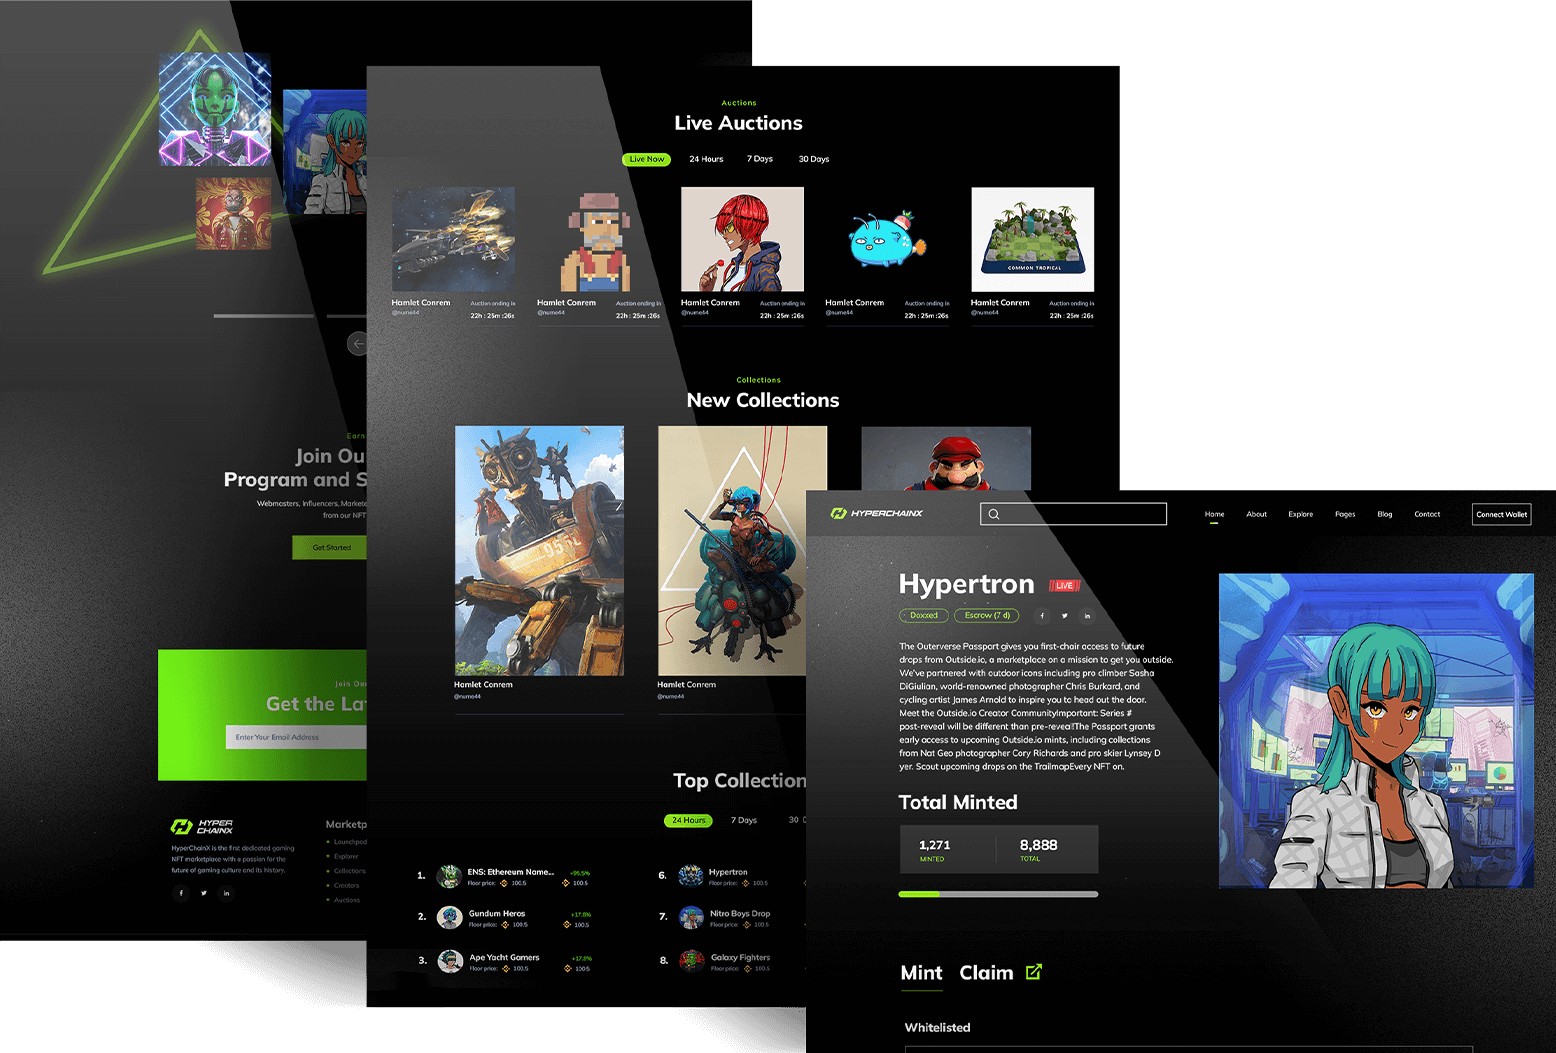 Earn
Join Ou
Program and S
Webmasters, Influencers, Markete
from our NFT
Get Started
Join Our
Get the Lat
Enter Your Email Address
HYPER
CHAINX
HyperChainX is the first dedicated gaming
NFT marketplace with a passion for the
future of gaming culture and its history.
Marketp
Launchpad
Explorer
Collections
Creators
Auctions
Auctions
Live Auctions
Live Now
24 Hours
7 Days
30 Days
COMMON TROPICAL
Hamlet Conrem
@nume44
Auction ending in
22h : 25m :26s
Hamlet Conrem
@nume44
Auction ending in
22h : 25m :26s
Hamlet Conrem
@nume44
Auction ending in
22h : 25m :26s
Hamlet Conrem
@nume44
Auction ending in
22h : 25m :26s
Hamlet Conrem
@nume44
Auction ending in
22h : 25m :26s
Collections
New Collections
Hamlet Conrem
@nume44
Hamlet Conrem
@nume44
Top Collection
24 Hours
7 Days
30 D
1.
ENS: Ethereum Name...
+95.5%
Floor price:
100.5
100.5
2.
Gundum Heros
+17.8%
Floor price:
100.5
100.5
3.
Ape Yacht Gamers
+17.8%
Floor price:
100.5
100.5
6.
Hypertron
Floor price:
100.5
7.
Nitro Boys Drop
Floor price:
100.5
8.
Galaxy Fighters
Floor price:
100.5
HYPERCHAINX
Home
About
Explore
Pages
Blog
Contact
Connect Wallet
Hypertron
LIVE
Doxxed
Escrow (7 d)
The Outerverse Passport gives you first-chair access to future
drops from Outside.io, a marketplace on a mission to get you outside.
We've partnered with outdoor icons including pro climber Sasha
DiGiulian, world-renowned photographer Chris Burkard, and
cycling artist James Arnold to inspire you to head out the door.
Meet the Outside.io Creator CommunityImportant: Series #
post-reveal will be different than pre-reveal!The Passport grants
early access to upcoming Outside.io mints, including collections
from Nat Geo photographer Cory Richards and pro skier Lynsey D
yer. Scout upcoming drops on the TrailmapEvery NFT on.
Total Minted
1,271
MINTED
8,888
TOTAL
Mint
Claim
Whitelisted